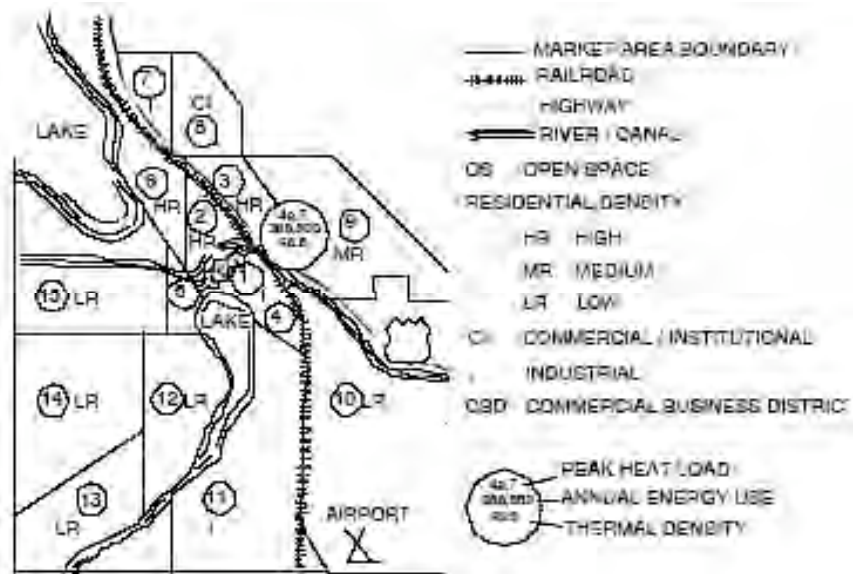 7
I
CI
8
LAKE
6
HR
3
HR
2
HR
9
MR
1
5
4
LAKE
15 LR
14 LR
12 LR
10 LR
13
LR
11
I
AIRPORT
MARKET AREA BOUNDARY
RAILROAD
HIGHWAY
RIVER / CANAL
OS OPEN SPACE
RESIDENTIAL DENSITY
HR HIGH
MR MEDIUM
LR LOW
CI COMMERCIAL / INSTITUTIONAL
I INDUSTRIAL
CBD COMMERCIAL BUSINESS DISTRICT
PEAK HEAT LOAD
ANNUAL ENERGY USE
THERMAL DENSITY